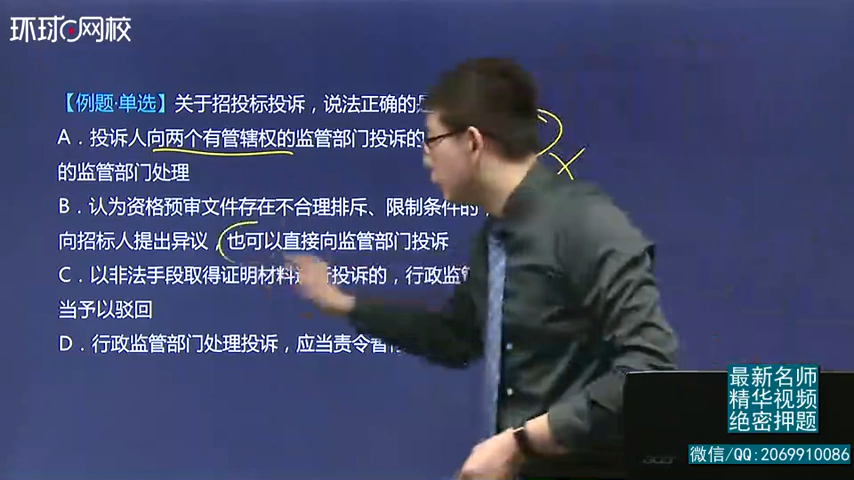 环球网校
【例题·单选】关于招投标投诉，说法正确的是
A．投诉人向两个有管辖权的监管部门投诉的
的监管部门处理
B．认为资格预审文件存在不合理排斥、限制条件的，
向招标人提出异议，也可以直接向监管部门投诉
C．以非法手段取得证明材料进行投诉的，行政监管
当予以驳回
D．行政监管部门处理投诉，应当责令暂停
最新名师
精华视频
绝密押题
微信/QQ:2069910086
acer